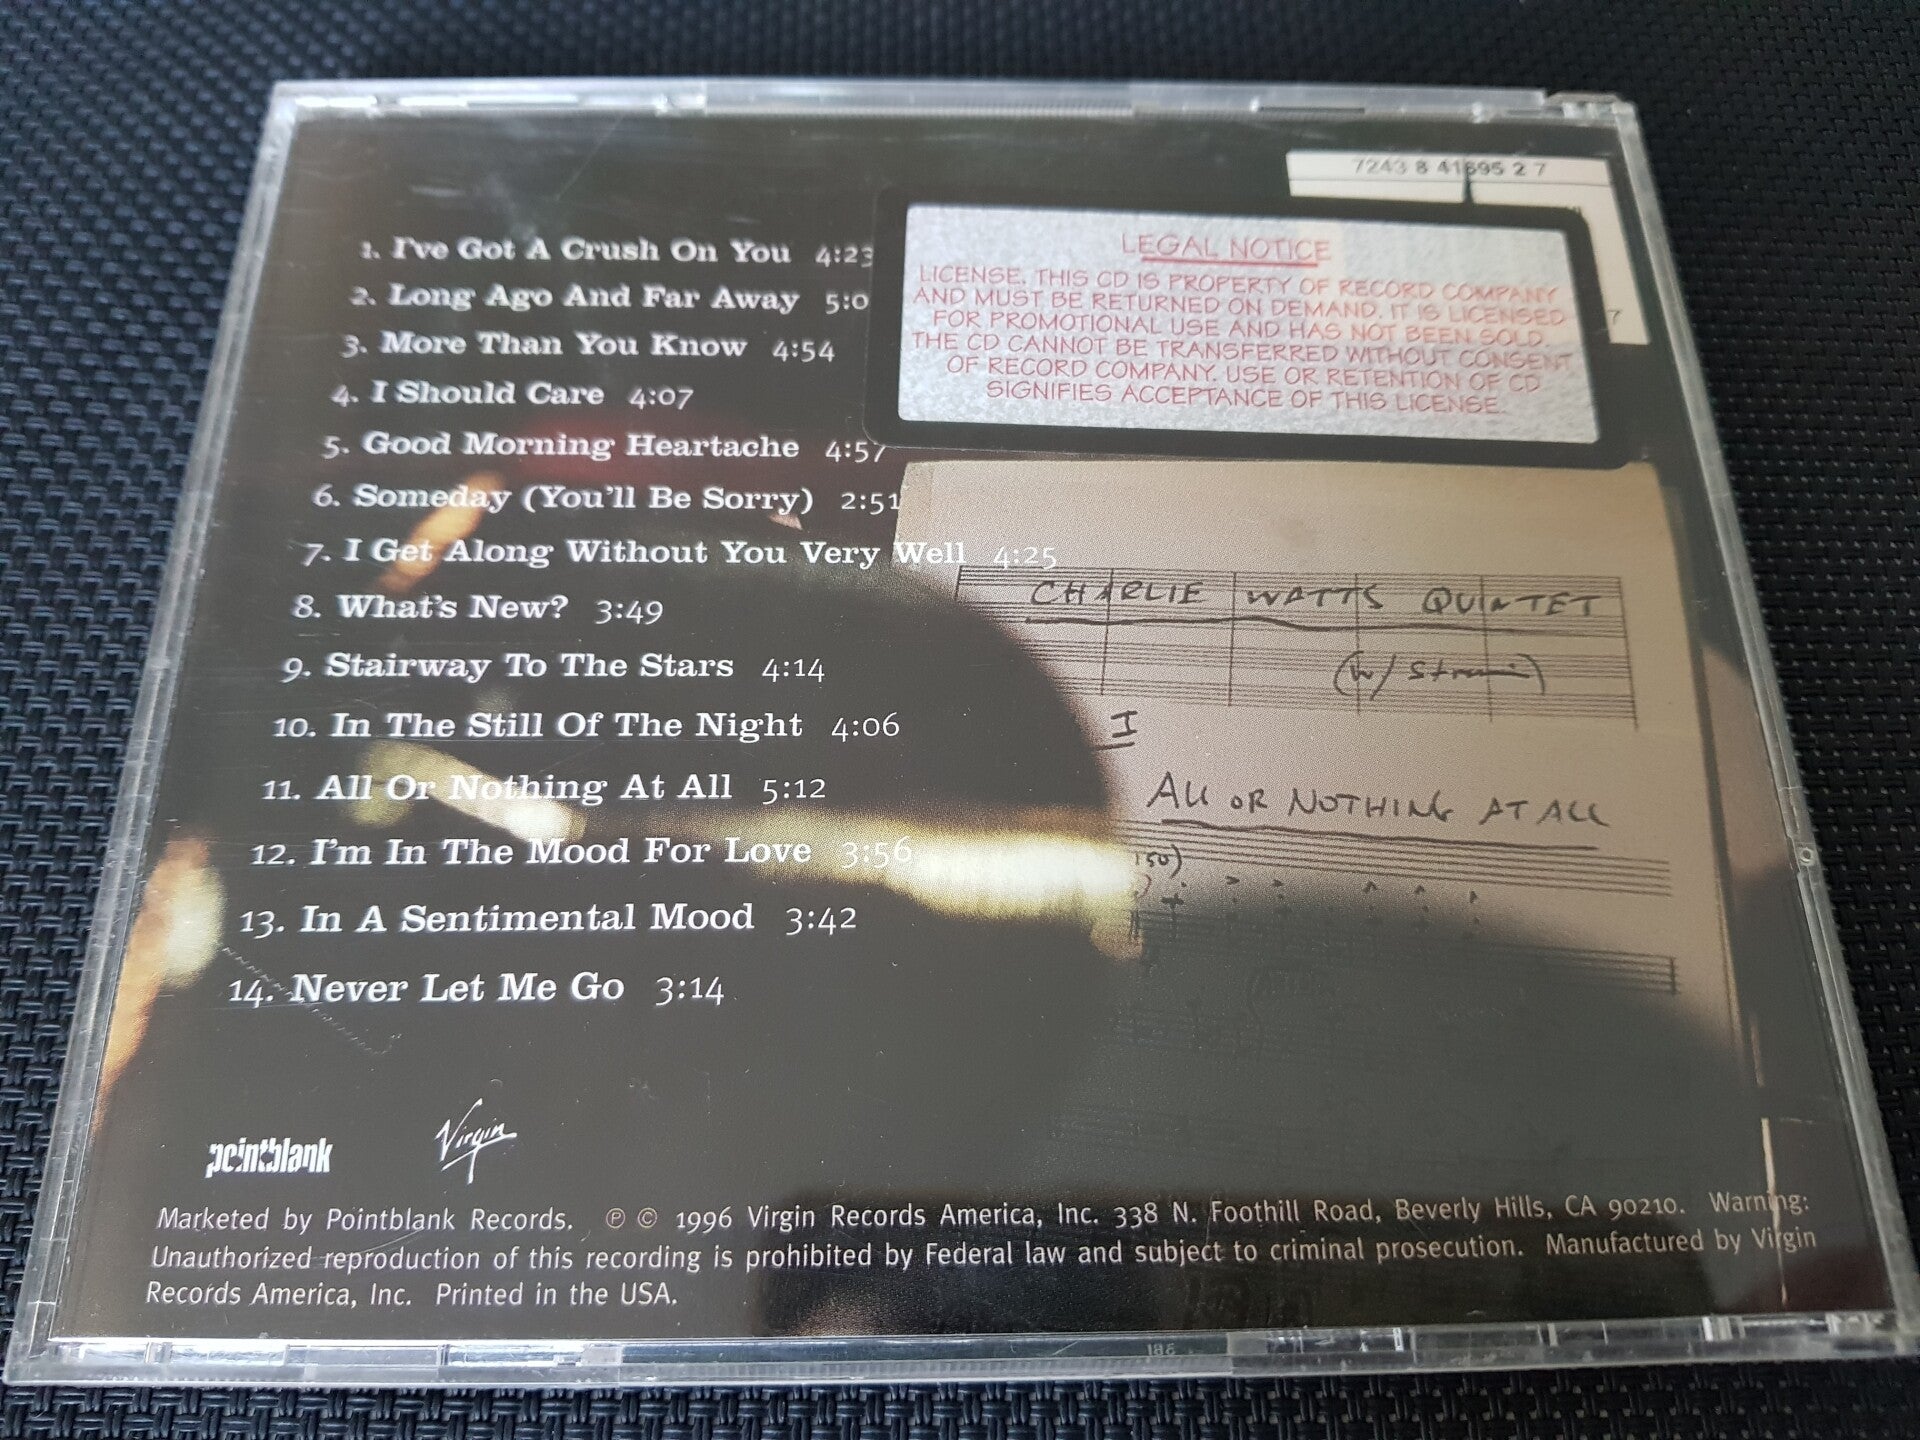 7243 8 41695 2 7
LEGAL NOTICE
LICENSE. THIS CD IS PROPERTY OF RECORD COMPANY
AND MUST BE RETURNED ON DEMAND. IT IS LICENSED
FOR PROMOTIONAL USE AND HAS NOT BEEN SOLD.
THE CD CANNOT BE TRANSFERRED WITHOUT CONSENT
OF RECORD COMPANY. USE OR RETENTION OF CD
SIGNIFIES ACCEPTANCE OF THIS LICENSE.
7
1. I've Got A Crush On You 4:23
2. Long Ago And Far Away 5:0
3. More Than You Know 4:54
4. I Should Care 4:07
5. Good Morning Heartache 4:57
6. Someday (You'll Be Sorry) 2:51
7. I Get Along Without You Very Well 4:25
8. What's New? 3:49
9. Stairway To The Stars 4:14
10. In The Still Of The Night 4:06
11. All Or Nothing At All 5:12
12. I'm In The Mood For Love 3:56
13. In A Sentimental Mood 3:42
14. Never Let Me Go 3:14
CHARLIE WATTS QUINTET
(w/
I
ALL OR NOTHING AT ALL
150)
pointblank
Virgin
Marketed by Pointblank Records. ℗ © 1996 Virgin Records America, Inc. 338 N. Foothill Road, Beverly Hills, CA 90210. Warning:
Unauthorized reproduction of this recording is prohibited by Federal law and subject to criminal prosecution. Manufactured by Virgin
Records America, Inc. Printed in the USA.